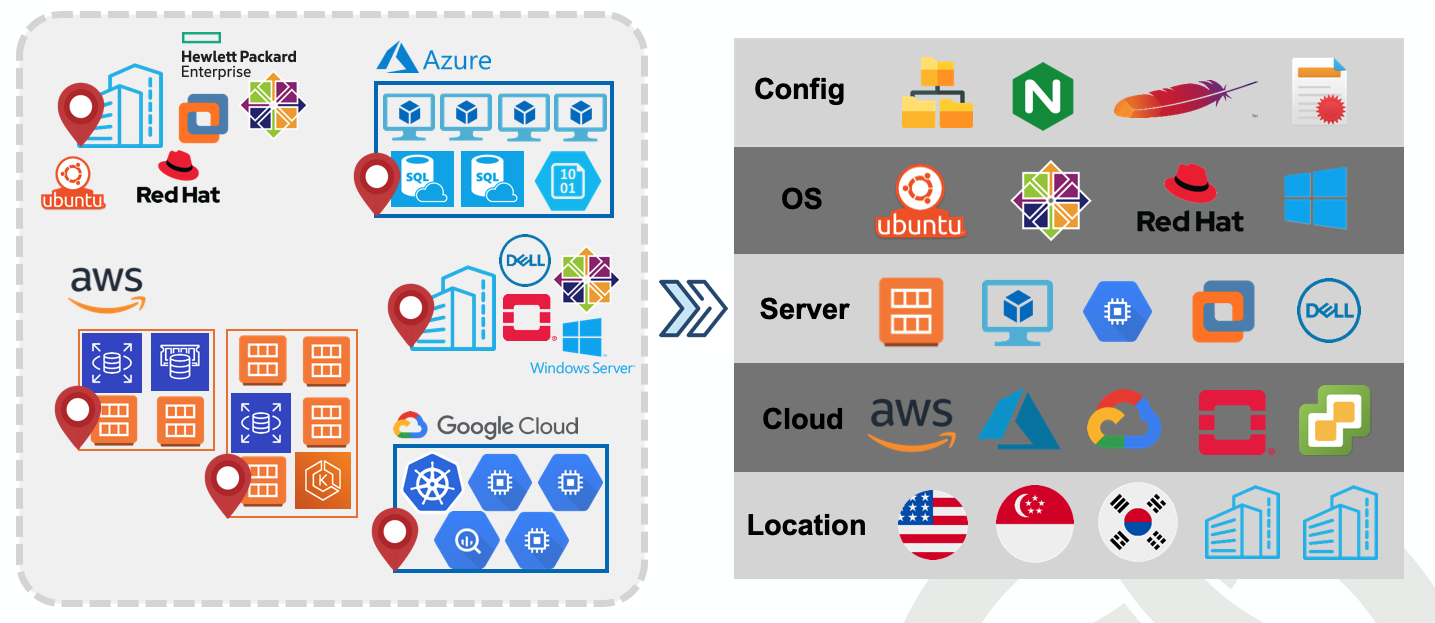 Hewlett Packard
Enterprise
ubuntu
Red Hat
Azure
SQL
SQL
10
01
aws
DELL
Windows Server
K
Google Cloud
Config
N
OS
ubuntu
Red Hat
Server
DELL
Cloud
aws
Location